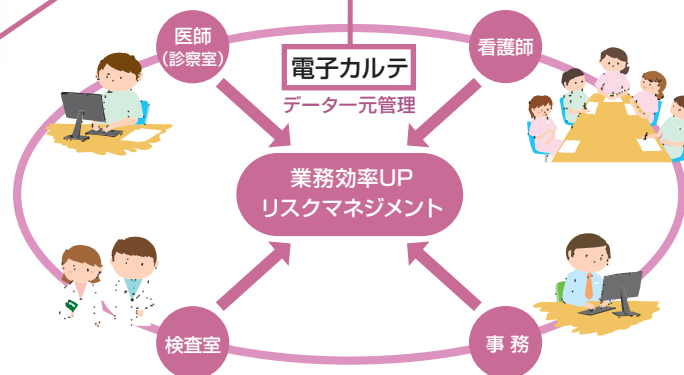 医師
(診察室)
電子カルテ
データ一元管理
看護師
業務効率UP
リスクマネジメント
検査室
事 務